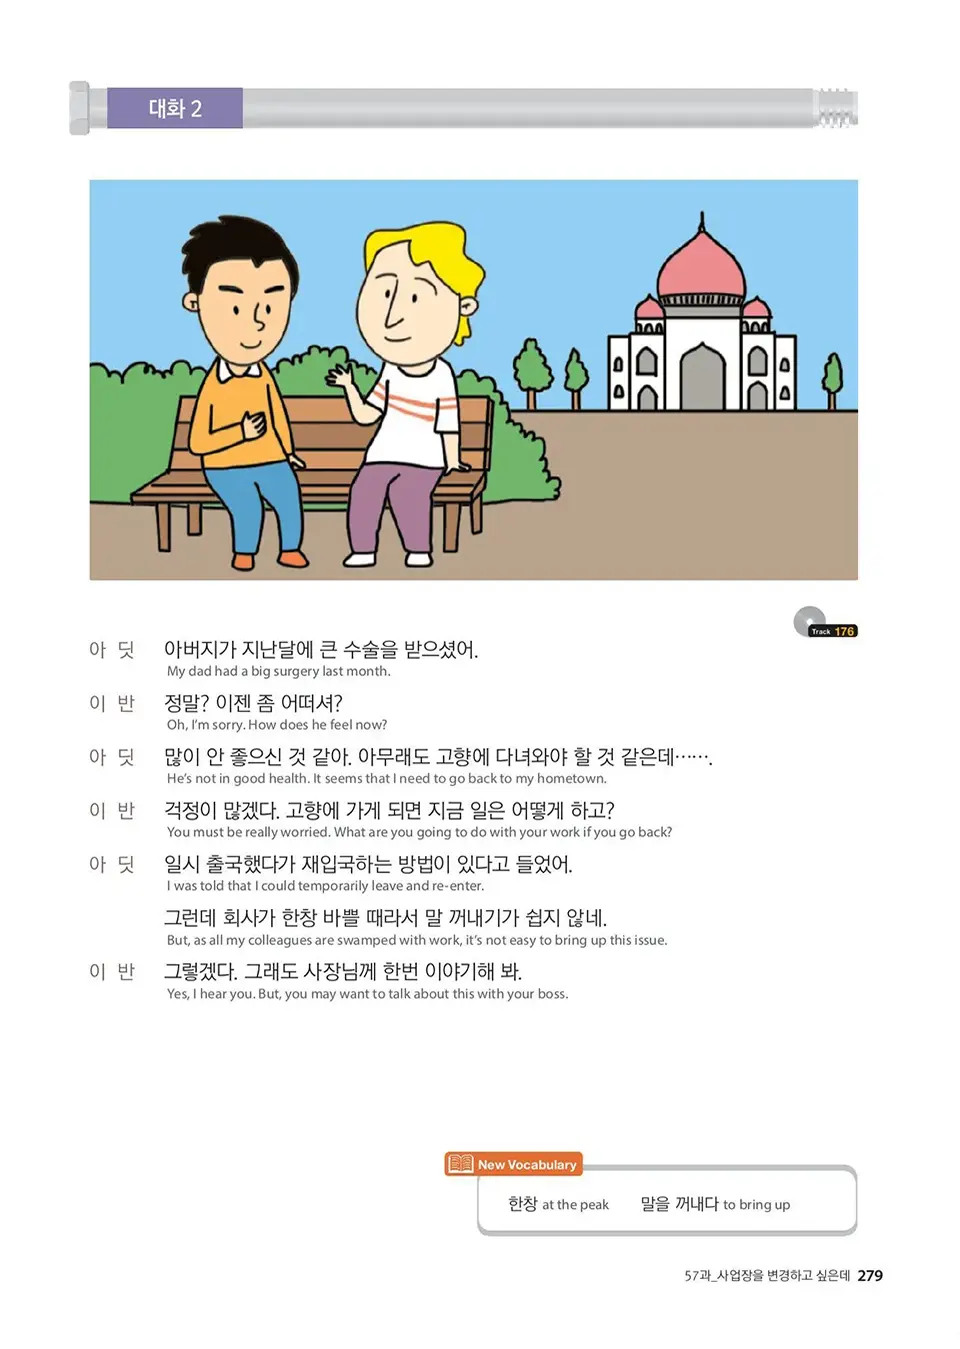 대화 2
Track 176
아 딧 아버지가 지난달에 큰 수술을 받으셨어.
My dad had a big surgery last month.
이 반 정말? 이젠 좀 어떠셔?
Oh, I'm sorry. How does he feel now?
아 딧 많이 안 좋으신 것 같아. 아무래도 고향에 다녀와야 할 것 같은데…….
He's not in good health. It seems that I need to go back to my hometown.
이 반 걱정이 많겠다. 고향에 가게 되면 지금 일은 어떻게 하고?
You must be really worried. What are you going to do with your work if you go back?
아 딧 일시 출국했다가 재입국하는 방법이 있다고 들었어.
I was told that I could temporarily leave and re-enter.
그런데 회사가 한창 바쁠 때라서 말 꺼내기가 쉽지 않네.
But, as all my colleagues are swamped with work, it's not easy to bring up this issue.
이 반 그렇겠다. 그래도 사장님께 한번 이야기해 봐.
Yes, I hear you. But, you may want to talk about this with your boss.
New Vocabulary
한창 at the peak 말을 꺼내다 to bring up
57과_사업장을 변경하고 싶은데 279